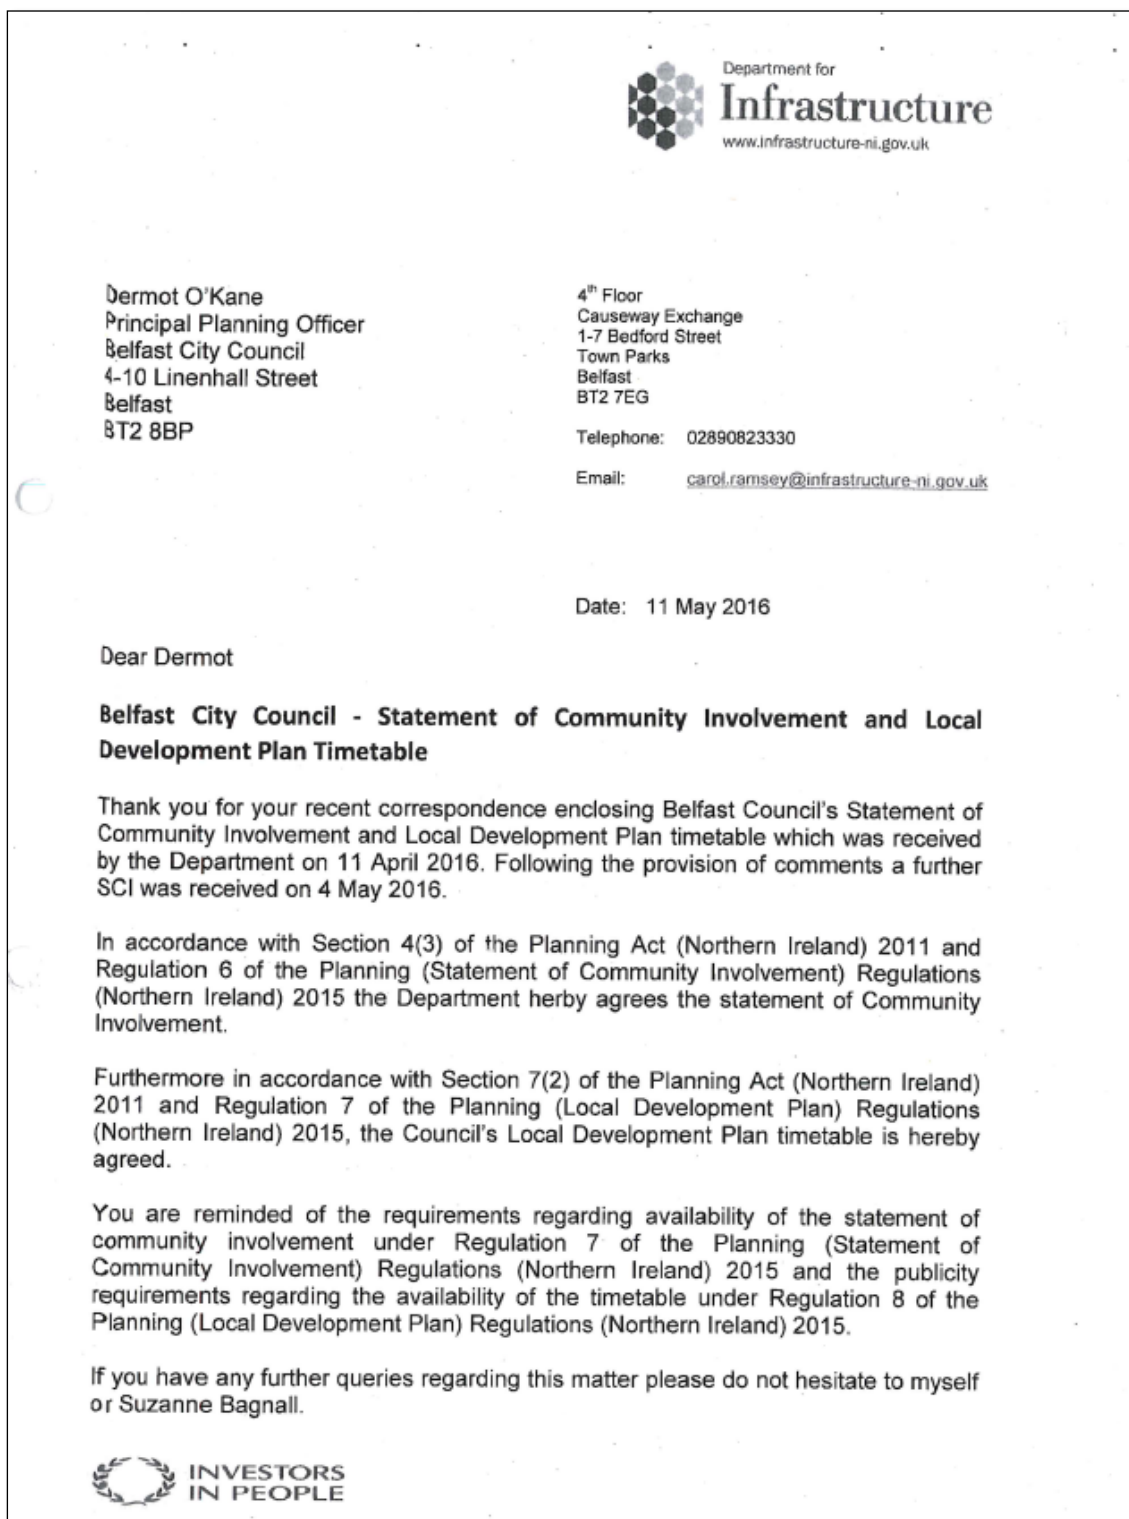 Department for
Infrastructure
www.infrastructure-ni.gov.uk
Dermot O'Kane
Principal Planning Officer
Belfast City Council
4-10 Linenhall Street
Belfast
BT2 8BP
4th Floor
Causeway Exchange
1-7 Bedford Street
Town Parks
Belfast
BT2 7EG
Telephone: 02890823330
Email: carol.ramsey@infrastructure-ni.gov.uk
Date: 11 May 2016
Dear Dermot
Belfast City Council - Statement of Community Involvement and Local
Development Plan Timetable
Thank you for your recent correspondence enclosing Belfast Council's Statement of
Community Involvement and Local Development Plan timetable which was received
by the Department on 11 April 2016. Following the provision of comments a further
SCI was received on 4 May 2016.
In accordance with Section 4(3) of the Planning Act (Northern Ireland) 2011 and
Regulation 6 of the Planning (Statement of Community Involvement) Regulations
(Northern Ireland) 2015 the Department herby agrees the statement of Community
Involvement.
Furthermore in accordance with Section 7(2) of the Planning Act (Northern Ireland)
2011 and Regulation 7 of the Planning (Local Development Plan) Regulations
(Northern Ireland) 2015, the Council's Local Development Plan timetable is hereby
agreed.
You are reminded of the requirements regarding availability of the statement of
community involvement under Regulation 7 of the Planning (Statement of
Community Involvement) Regulations (Northern Ireland) 2015 and the publicity
requirements regarding the availability of the timetable under Regulation 8 of the
Planning (Local Development Plan) Regulations (Northern Ireland) 2015.
If you have any further queries regarding this matter please do not hesitate to myself
or Suzanne Bagnall.
INVESTORS
IN PEOPLE